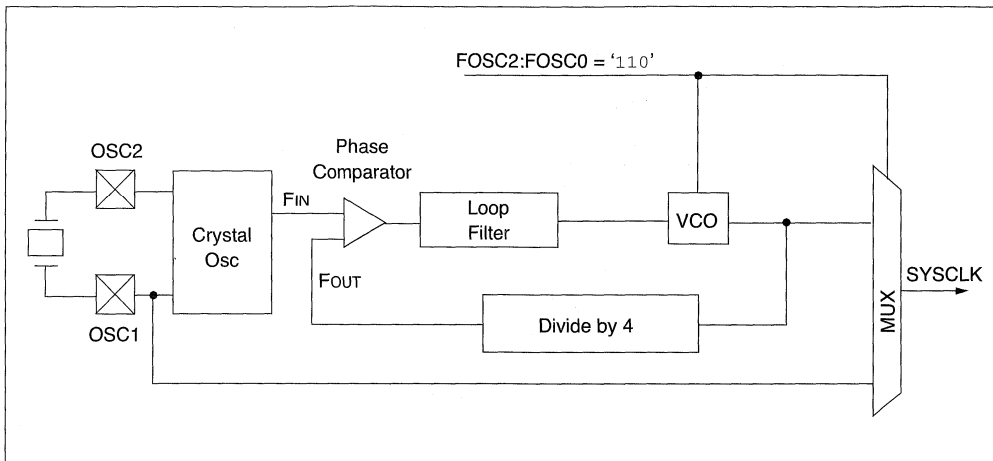 FOSC2:FOSC0 = ‘110’
OSC2
Phase
Comparator
Crystal
Osc
FIN
Loop
Filter
VCO
FOUT
SYSCLK
MUX
Divide by 4
OSC1